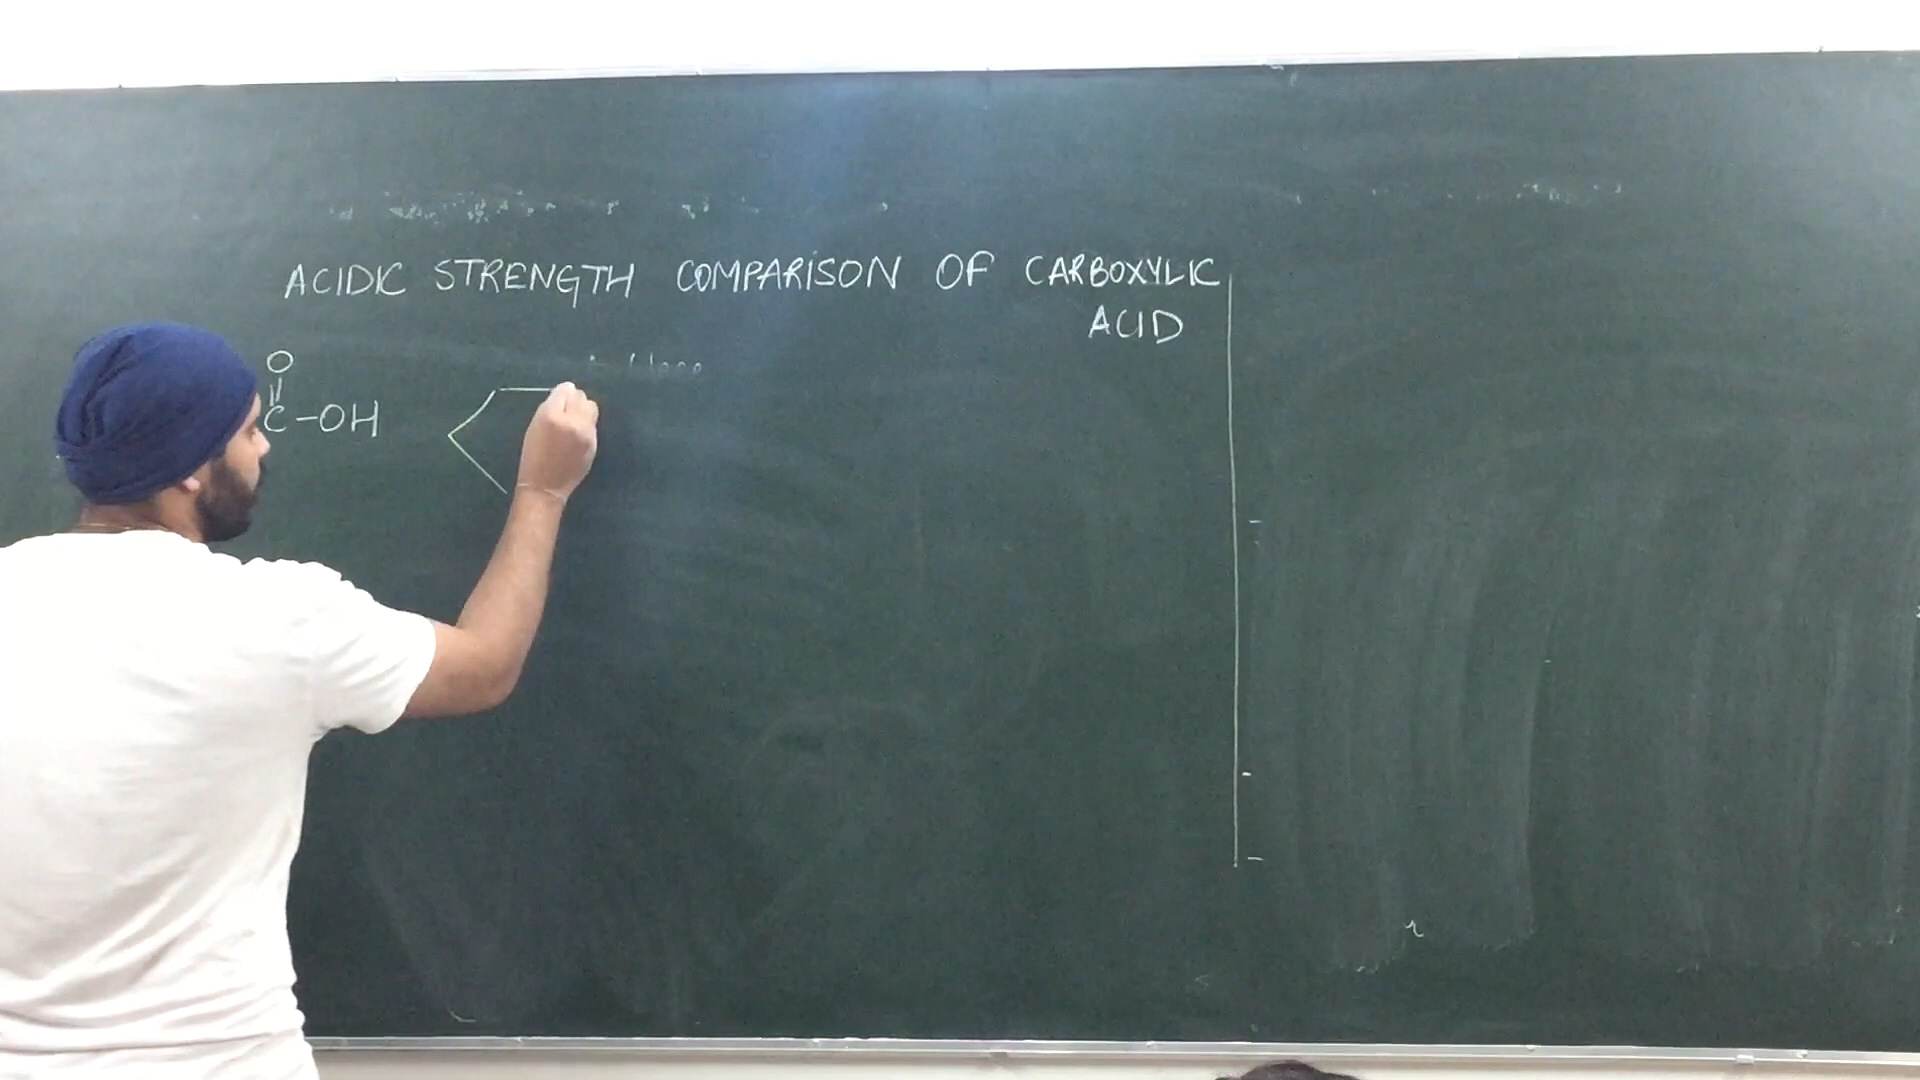 ACIDIC STRENGTH COMPARISON OF CARBOXYLIC
ACID
O
||
C-OH